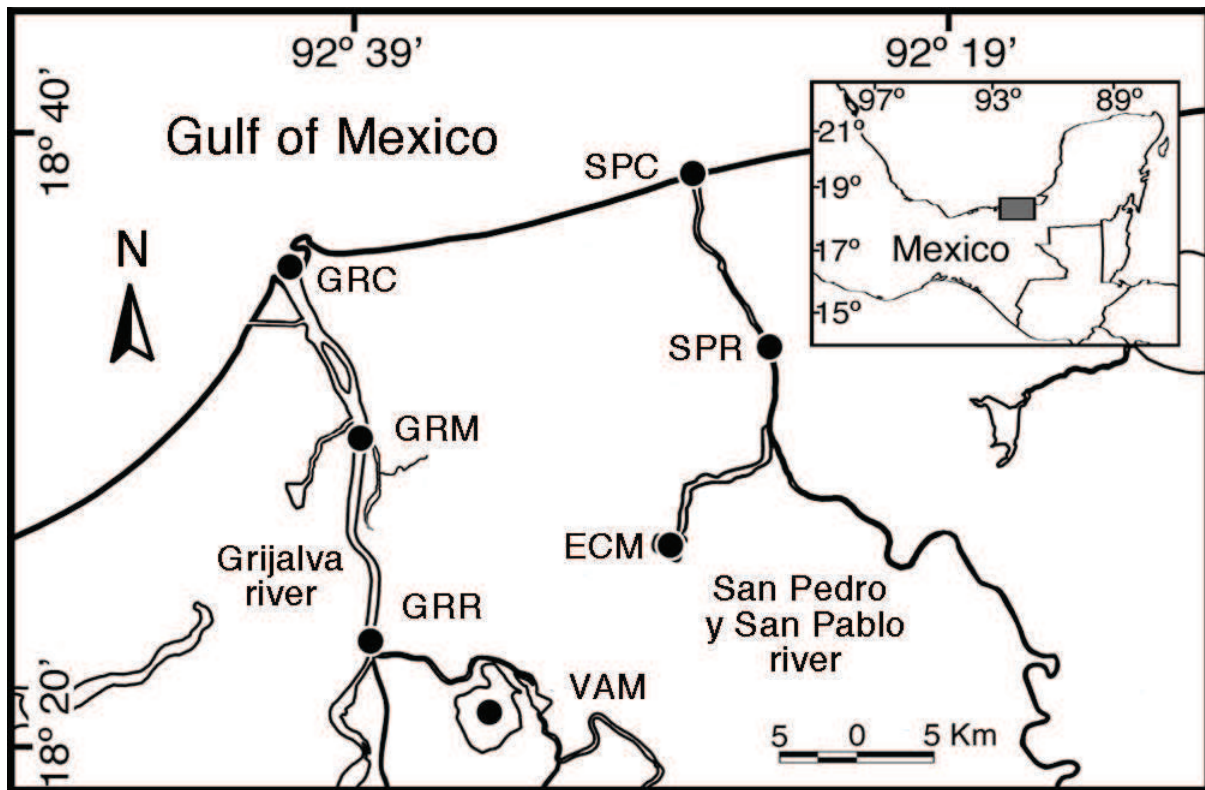 92º 39’
92º 19’
18º 40’
Gulf of Mexico
97º
93º
89º
21º
19º
17º
15º
Mexico
SPC
N
GRC
SPR
GRM
ECM
Grijalva
river
San Pedro
y San Pablo
river
GRR
VAM
18º 20’
5 0 5 Km